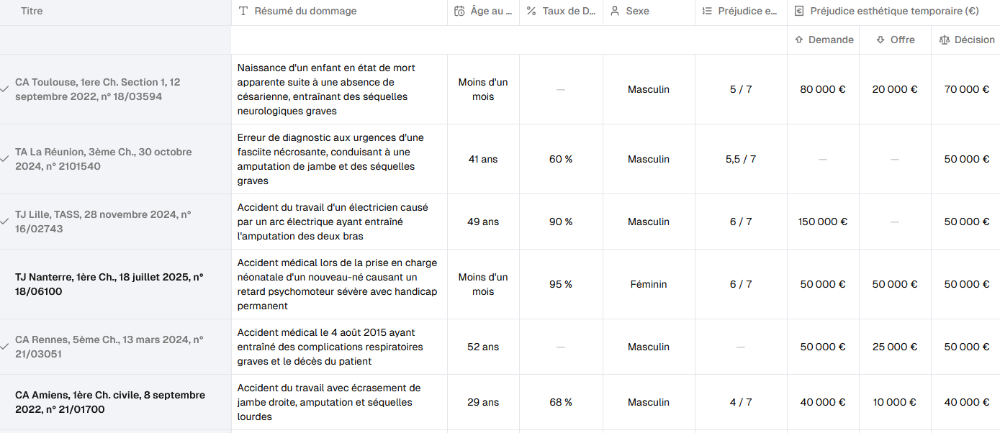 Titre
Résumé du dommage
Âge au ...
Taux de D...
Sexe
Préjudice e...
Préjudice esthétique temporaire (€)
Demande
Offre
Décision
CA Toulouse, 1ere Ch. Section 1, 12
septembre 2022, n° 18/03594
Naissance d'un enfant en état de mort
apparente suite à une absence de
césarienne, entraînant des séquelles
neurologiques graves
Moins d'un
mois
—
Masculin
5 / 7
80 000 €
20 000 €
70 000 €
TA La Réunion, 3ème Ch., 30 octobre
2024, n° 2101540
Erreur de diagnostic aux urgences d'une
fasciite nécrosante, conduisant à une
amputation de jambe et des séquelles
graves
41 ans
60 %
Masculin
5,5 / 7
—
—
50 000 €
TJ Lille, TASS, 28 novembre 2024, n°
16/02743
Accident du travail d'un électricien causé
par un arc électrique ayant entraîné
l'amputation des deux bras
49 ans
90 %
Masculin
6 / 7
150 000 €
—
50 000 €
TJ Nanterre, 1ère Ch., 18 juillet 2025, n°
18/06100
Accident médical lors de la prise en charge
néonatale d'un nouveau-né causant un
retard psychomoteur sévère avec handicap
permanent
Moins d'un
mois
95 %
Féminin
6 / 7
50 000 €
50 000 €
50 000 €
CA Rennes, 5ème Ch., 13 mars 2024, n°
21/03051
Accident médical le 4 août 2015 ayant
entraîné des complications respiratoires
graves et le décès du patient
52 ans
—
Masculin
—
50 000 €
25 000 €
50 000 €
CA Amiens, 1ère Ch. civile, 8 septembre
2022, n° 21/01700
Accident du travail avec écrasement de
jambe droite, amputation et séquelles
lourdes
29 ans
68 %
Masculin
4 / 7
40 000 €
10 000 €
40 000 €